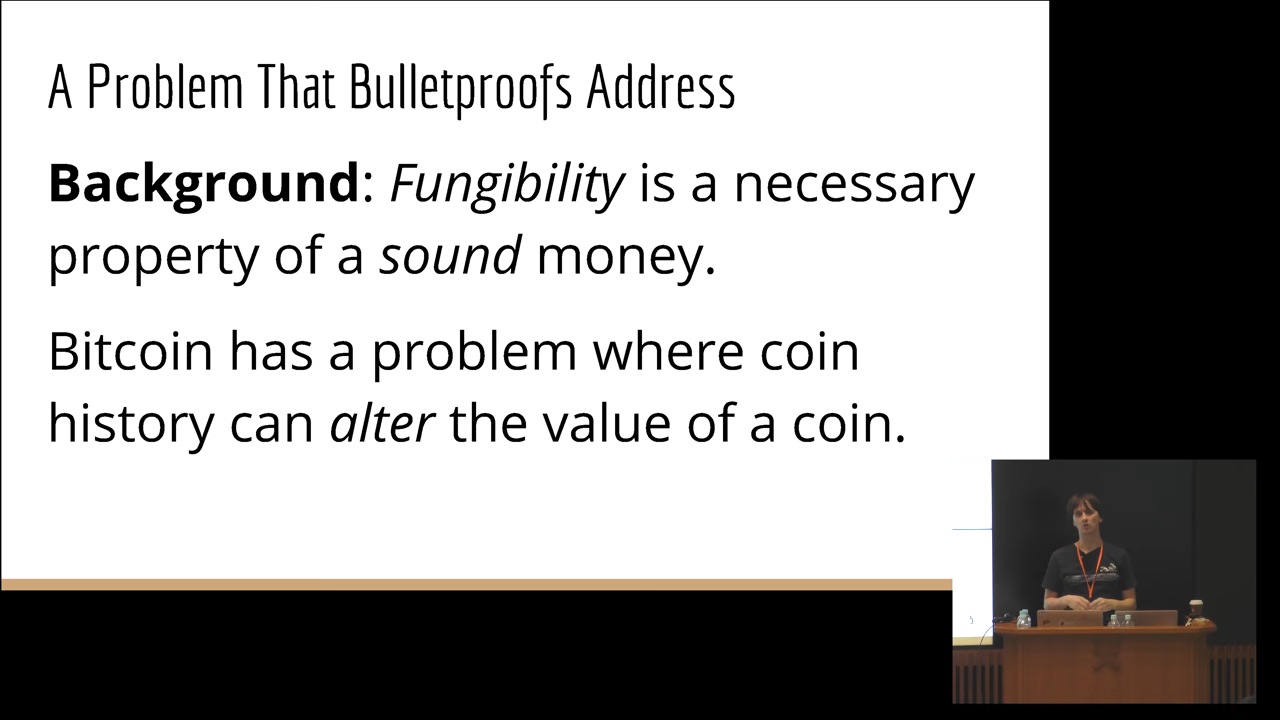 A Problem That Bulletproofs Address
Background: Fungibility is a necessary
property of a sound money.
Bitcoin has a problem where coin
history can alter the value of a coin.